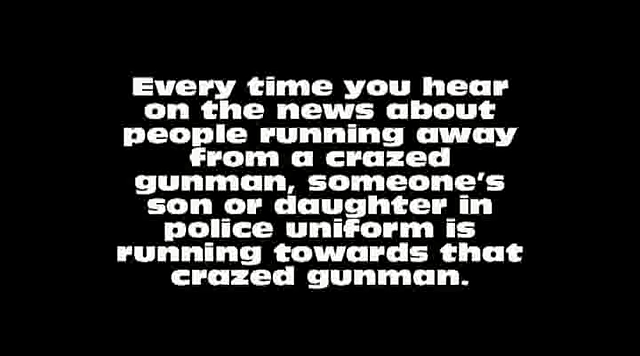 Every time you hear
on the news about
people running away
from a crazed
gunman, someone's
son or daughter in
police uniform is
running towards that
crazed gunman.